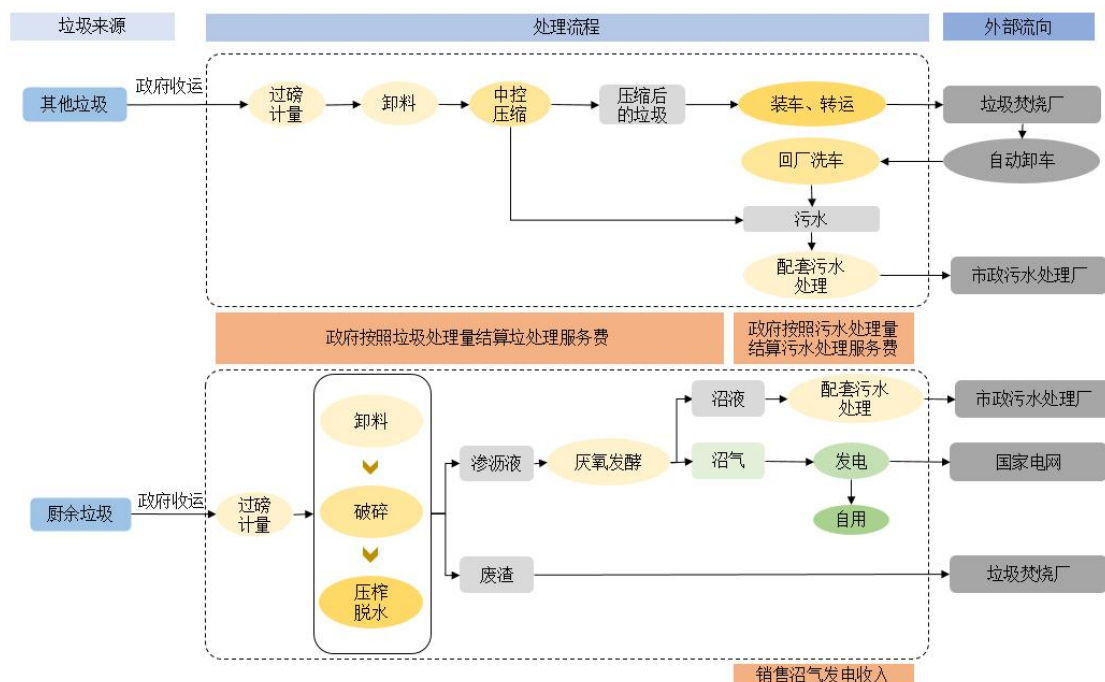 垃圾来源
处理流程
外部流向
其他垃圾
政府收运
过磅
计量
卸料
中控
压缩
压缩后
的垃圾
装车、转运
垃圾焚烧厂
自动卸车
回厂洗车
污水
配套污水
处理
市政污水处理厂
政府按照垃圾处理量结算垃处理服务费
政府按照污水处理量
结算污水处理服务费
厨余垃圾
政府收运
过磅
计量
卸料
破碎
压榨
脱水
渗沥液
厌氧发酵
沼液
配套污水
处理
市政污水处理厂
沼气
发电
国家电网
自用
废渣
垃圾焚烧厂
销售沼气发电收入